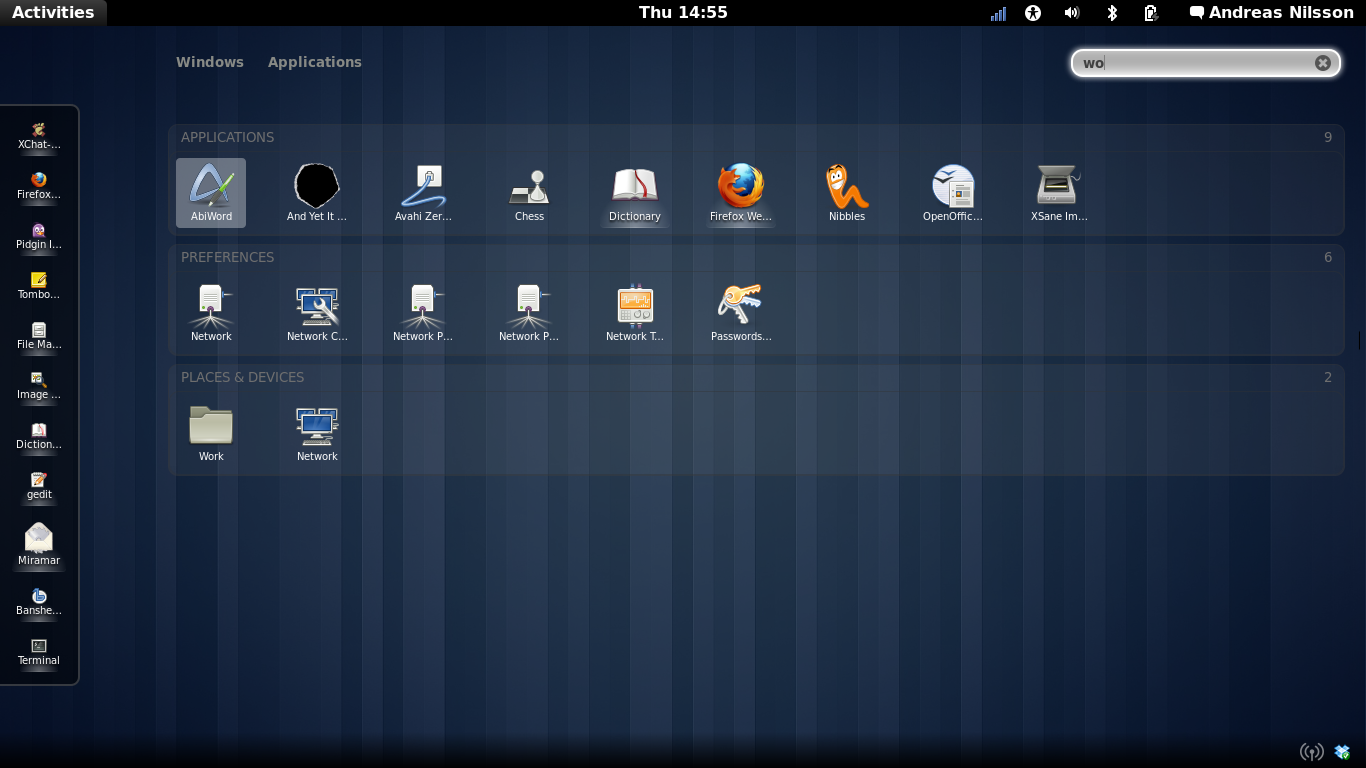 Activities
Thu 14:55
Andreas Nilsson
Windows
Applications
wo
XChat-...
Firefox...
Pidgin I...
Tombo...
File Ma...
Image ...
Diction...
gedit
Miramar
Banshe...
Terminal
APPLICATIONS
9
AbiWord
And Yet It ...
Avahi Zer...
Chess
Dictionary
Firefox We...
Nibbles
OpenOffic...
XSane Im...
PREFERENCES
6
Network
Network C...
Network P...
Network P...
Network T...
Passwords...
PLACES & DEVICES
2
Work
Network